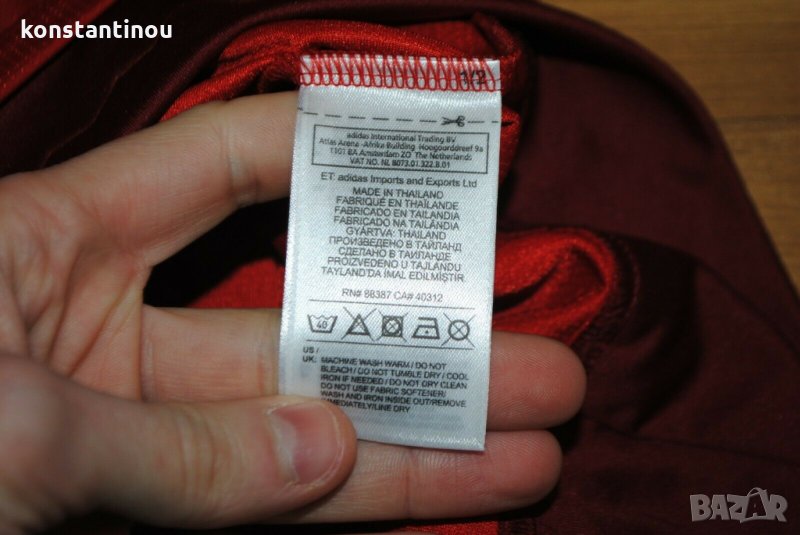 konstantinou
1/2
adidas International Trading BV
Atlas Arena -Afrika Building Hoogoorddreef 9a
1101 BA Amsterdam ZO The Netherlands
VAT NO. NL 8073.01.322.B.01
ET: adidas Imports and Exports Ltd
MADE IN THAILAND
FABRIQUÉ EN THAÏLANDE
FABRICADO EN TAILANDIA
FABRICADO NA TAILÂNDIA
GYÁRTVA: THAILAND
ПРОИЗВЕДЕНО В ТАЙЛАНД
СДЕЛАНО В ТАИЛАНДЕ
PROIZVEDENO U TAJLANDU
TAYLAND'DA İMAL EDİLMİŞTİR
RN# 88387 CA# 40312
40
US /
UK: MACHINE WASH WARM / DO NOT
BLEACH / DO NOT TUMBLE DRY / COOL
IRON IF NEEDED / DO NOT DRY CLEAN
/ DO NOT USE FABRIC SOFTENER/
WASH AND IRON INSIDE OUT/REMOVE
IMMEDIATELY/LINE DRY
BAZAR